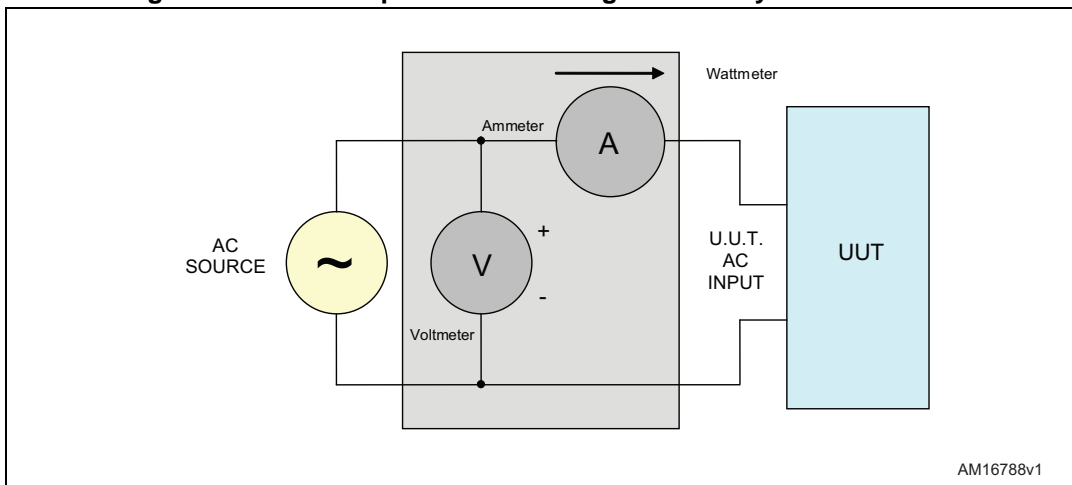 Wattmeter
Ammeter
A
AC
SOURCE
~
V
+
-
U.U.T.
AC
INPUT
UUT
Voltmeter
AM16788v1